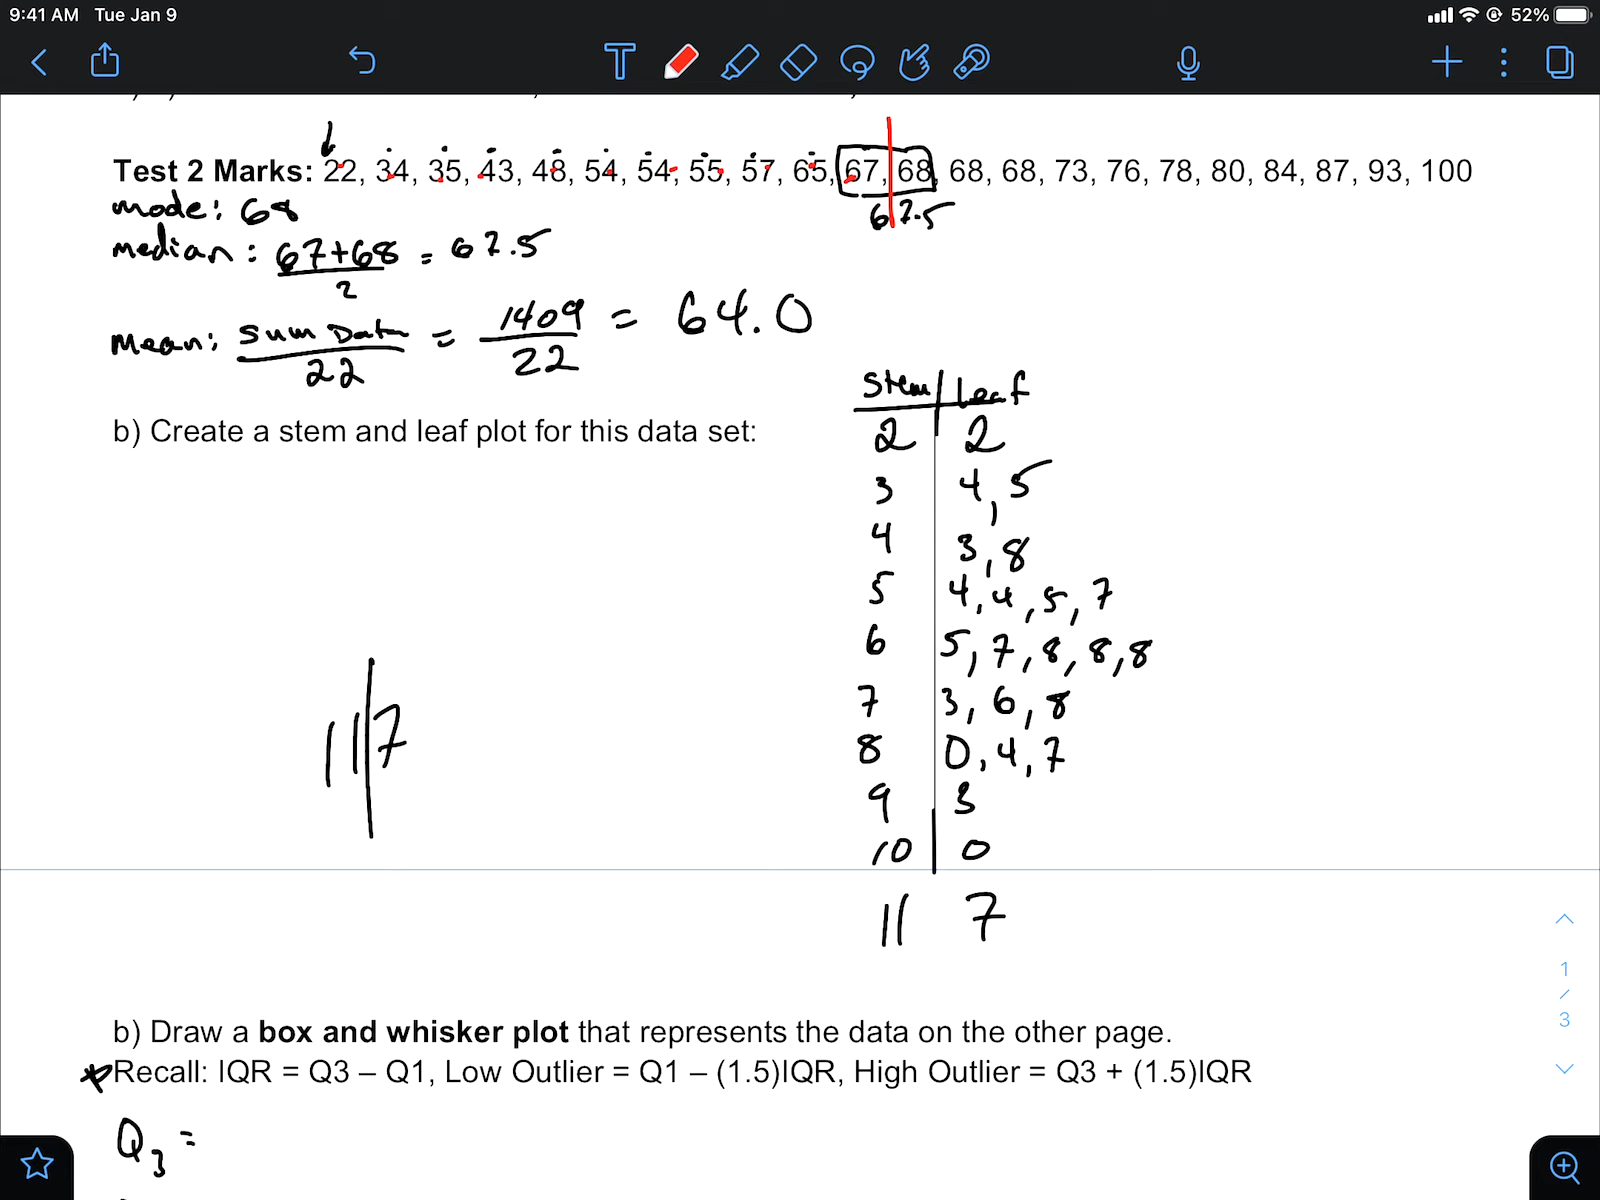 9:41 AM Tue Jan 9 52%
Test 2 Marks: 22, 34, 35, 43, 48, 54, 54, 55, 57, 65, 67, 68, 68, 68, 73, 76, 78, 80, 84, 87, 93, 100
67.5
mode: 68
median: 67+68 = 67.5
2
Mean: Sum Data = 1409 = 64.0
22 22
Stem Leaf
b) Create a stem and leaf plot for this data set:
2 2
3 4,5
4 3,8
5 4,4,5,7
6 5,7,8,8,8
7 3,6,8
8 0,4,7
9 3
10 0
11 7
11|7
1
/
3
b) Draw a box and whisker plot that represents the data on the other page.
*Recall: IQR = Q3 – Q1, Low Outlier = Q1 – (1.5)IQR, High Outlier = Q3 + (1.5)IQR
Q3 =